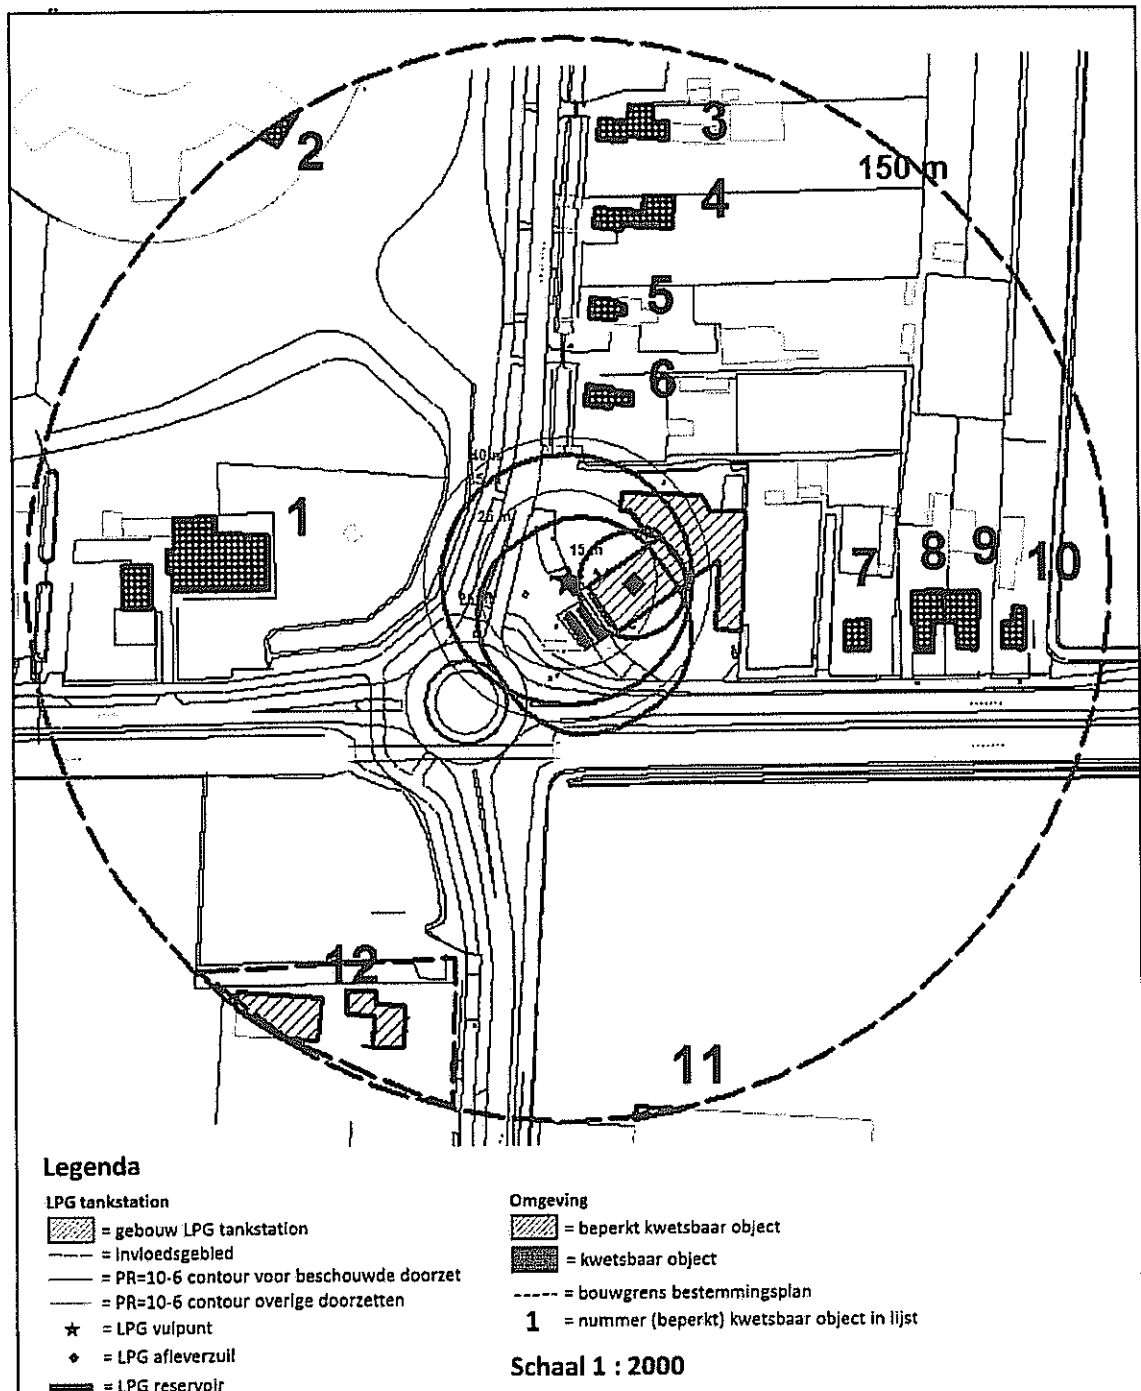 3
2
150 m
4
5
6
40 m
1
25 m
15 m
7
8
9
10
12
11
Legenda
LPG tankstation
= gebouw LPG tankstation
= Invloedsgebied
= PR=10-6 contour voor beschouwde doorzet
= PR=10-6 contour overige doorzetten
= LPG vulpunt
= LPG afleverzuil
= LPG reservoir
Omgeving
= beperkt kwetsbaar object
= kwetsbaar object
= bouwgrens bestemmingsplan
1 = nummer (beperkt) kwetsbaar object in lijst
Schaal 1 : 2000